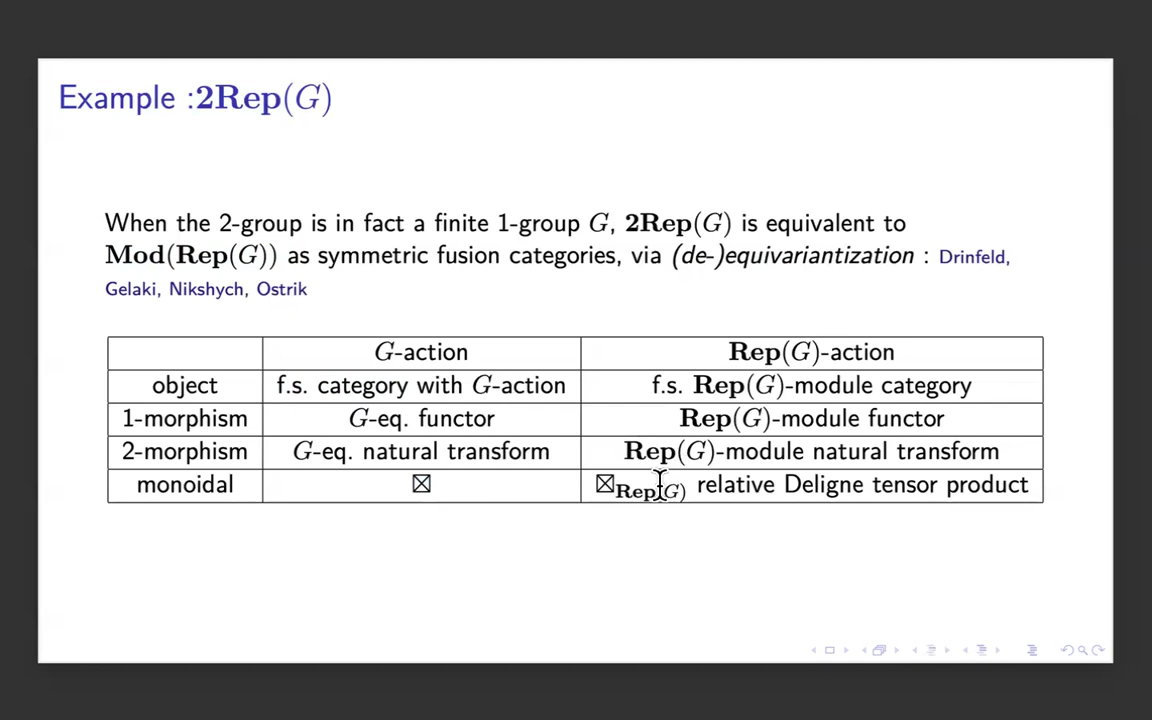 Example :2Rep(G)
When the 2-group is in fact a finite 1-group G, 2Rep(G) is equivalent to
Mod(Rep(G)) as symmetric fusion categories, via (de-)equivariantization : Drinfeld,
Gelaki, Nikshych, Ostrik
G-action Rep(G)-action
object f.s. category with G-action f.s. Rep(G)-module category
1-morphism G-eq. functor Rep(G)-module functor
2-morphism G-eq. natural transform Rep(G)-module natural transform
monoidal ⊠ ⊠Rep(G) relative Deligne tensor product